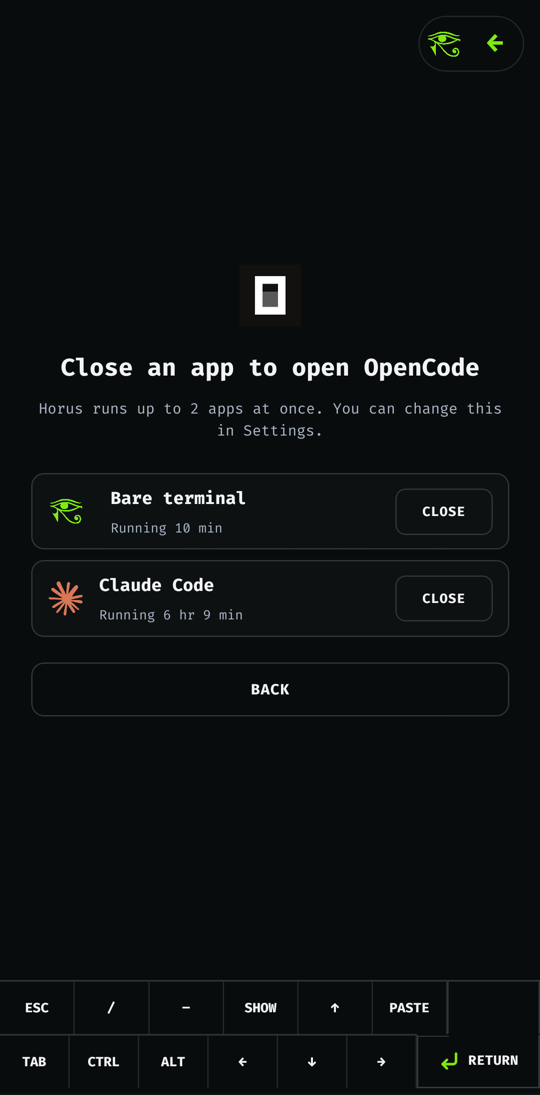 Close an app to open OpenCode
Horus runs up to 2 apps at once. You can change this
in Settings.
Bare terminal
Running 10 min
CLOSE
Claude Code
Running 6 hr 9 min
CLOSE
BACK
ESC / — SHOW ↑ PASTE
TAB CTRL ALT ← ↓ → RETURN